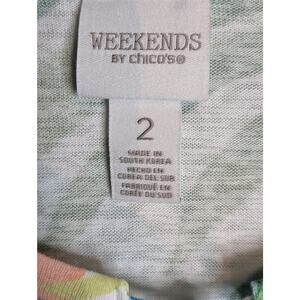 WEEKENDS
BY chico's®
2
MADE IN
SOUTH KOREA
HECHO EN
COREA DEL SUR
FABRIQUÉ EN
CORÉE DU SUD